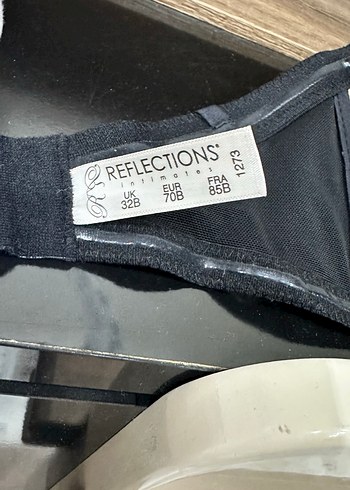 REFLECTIONS®
intimates
UK EUR FRA
32B 70B 85B
1273